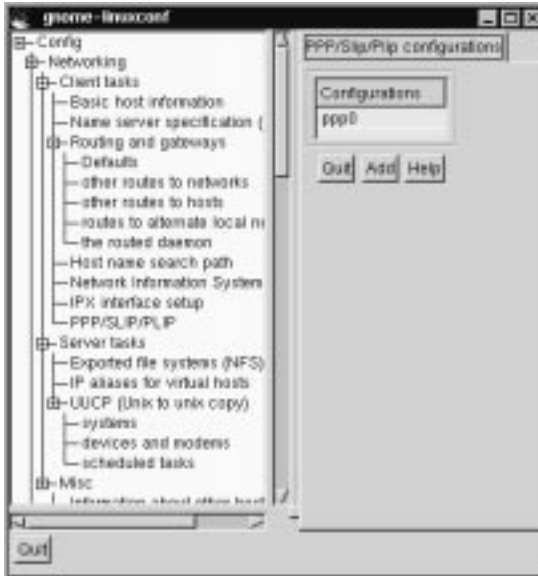 gnome-linuxconf
Config
Networking
Client tasks
Basic host information
Name server specification (
Routing and gateways
Defaults
other routes to networks
other routes to hosts
routes to alternate local n
the routed daemon
Host name search path
Network Information System
IPX interface setup
PPP/SLIP/PLIP
Server tasks
Exported file systems (NFS)
IP aliases for virtual hosts
UUCP (Unix to unix copy)
systems
devices and modems
scheduled tasks
Misc
Information about other host
Quit
PPP/Slip/Plip configurations
Configurations
ppp0
Quit Add Help